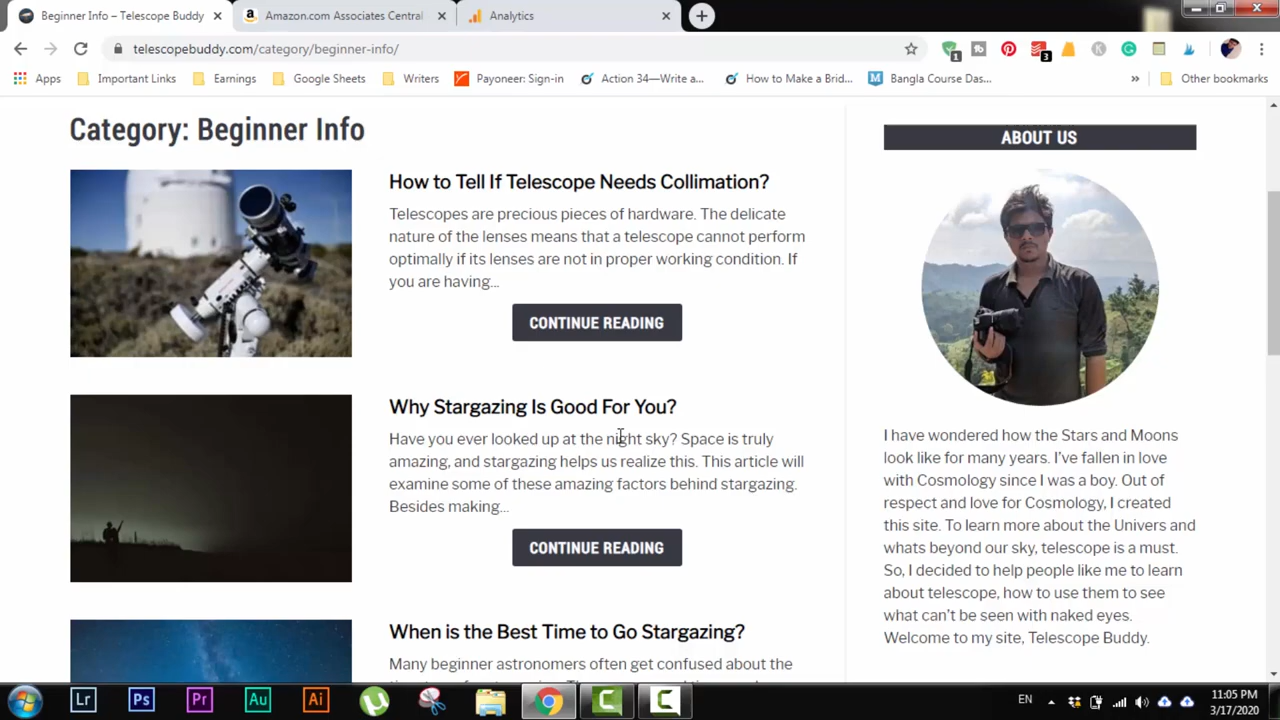 Beginner Info – Telescope Buddy
Amazon.com Associates Central
Analytics
telescopebuddy.com/category/beginner-info/
1
3
Apps
Important Links
Earnings
Google Sheets
Writers
Payoneer: Sign-in
Action 34—Write a...
How to Make a Brid...
Bangla Course Das...
»
Other bookmarks
Category: Beginner Info
How to Tell If Telescope Needs Collimation?
Telescopes are precious pieces of hardware. The delicate
nature of the lenses means that a telescope cannot perform
optimally if its lenses are not in proper working condition. If
you are having...
CONTINUE READING
Why Stargazing Is Good For You?
Have you ever looked up at the night sky? Space is truly
amazing, and stargazing helps us realize this. This article will
examine some of these amazing factors behind stargazing.
Besides making...
CONTINUE READING
When is the Best Time to Go Stargazing?
Many beginner astronomers often get confused about the
ABOUT US
I have wondered how the Stars and Moons
look like for many years. I've fallen in love
with Cosmology since I was a boy. Out of
respect and love for Cosmology, I created
this site. To learn more about the Univers and
whats beyond our sky, telescope is a must.
So, I decided to help people like me to learn
about telescope, how to use them to see
what can't be seen with naked eyes.
Welcome to my site, Telescope Buddy.
Lr
Ps
Pr
Au
Ai
EN
11:05 PM
3/17/2020